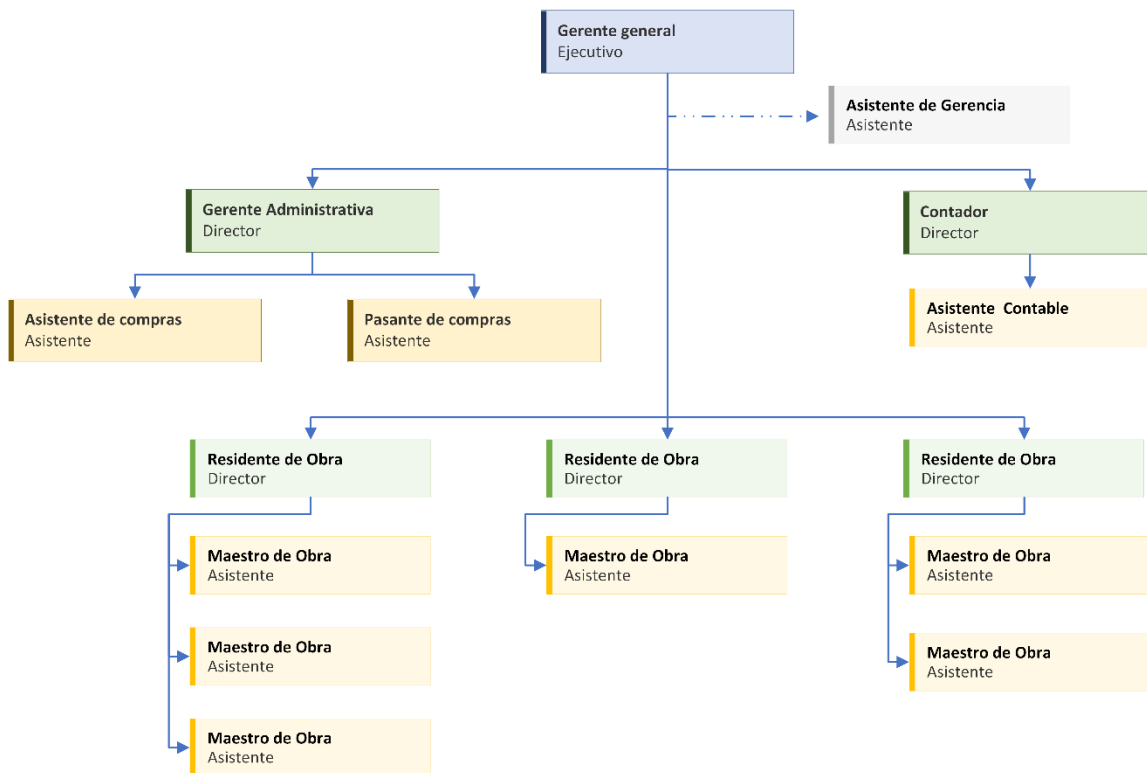 Gerente general
Ejecutivo
Asistente de Gerencia
Asistente
Gerente Administrativa
Director
Contador
Director
Asistente de compras
Asistente
Pasante de compras
Asistente
Asistente  Contable
Asistente
Residente de Obra
Director
Residente de Obra
Director
Residente de Obra
Director
Maestro de Obra
Asistente
Maestro de Obra
Asistente
Maestro de Obra
Asistente
Maestro de Obra
Asistente
Maestro de Obra
Asistente
Maestro de Obra
Asistente